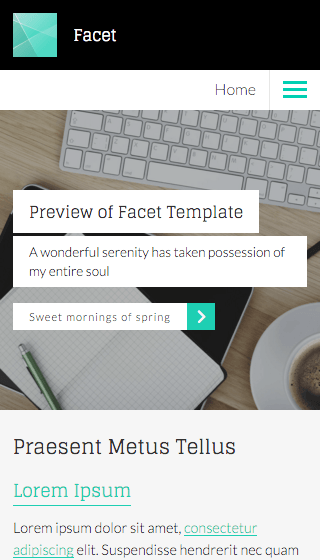 Facet
Home
Preview of Facet Template
A wonderful serenity has taken possession of
my entire soul
Sweet mornings of spring
Praesent Metus Tellus
Lorem Ipsum
Lorem ipsum dolor sit amet, consectetur
adipiscing elit. Suspendisse hendrerit nec quam